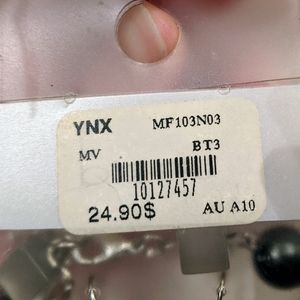 YNX MF103N03
MV BT3
10127457
24.90$ AU A10